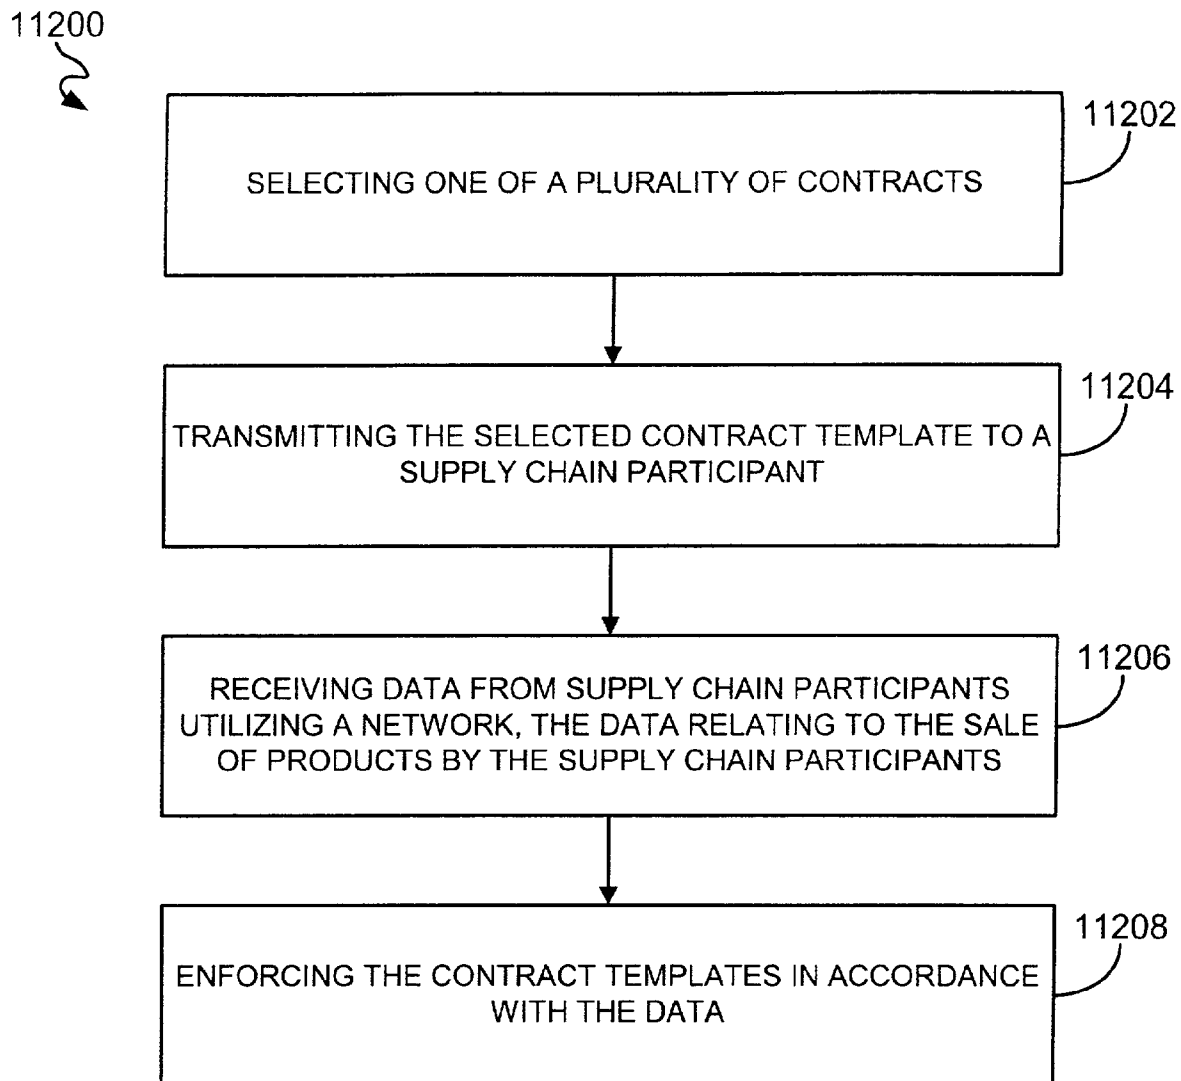 11200
11202
SELECTING ONE OF A PLURALITY OF CONTRACTS
11204
TRANSMITTING THE SELECTED CONTRACT TEMPLATE TO A
SUPPLY CHAIN PARTICIPANT
11206
RECEIVING DATA FROM SUPPLY CHAIN PARTICIPANTS
UTILIZING A NETWORK, THE DATA RELATING TO THE SALE
OF PRODUCTS BY THE SUPPLY CHAIN PARTICIPANTS
11208
ENFORCING THE CONTRACT TEMPLATES IN ACCORDANCE
WITH THE DATA